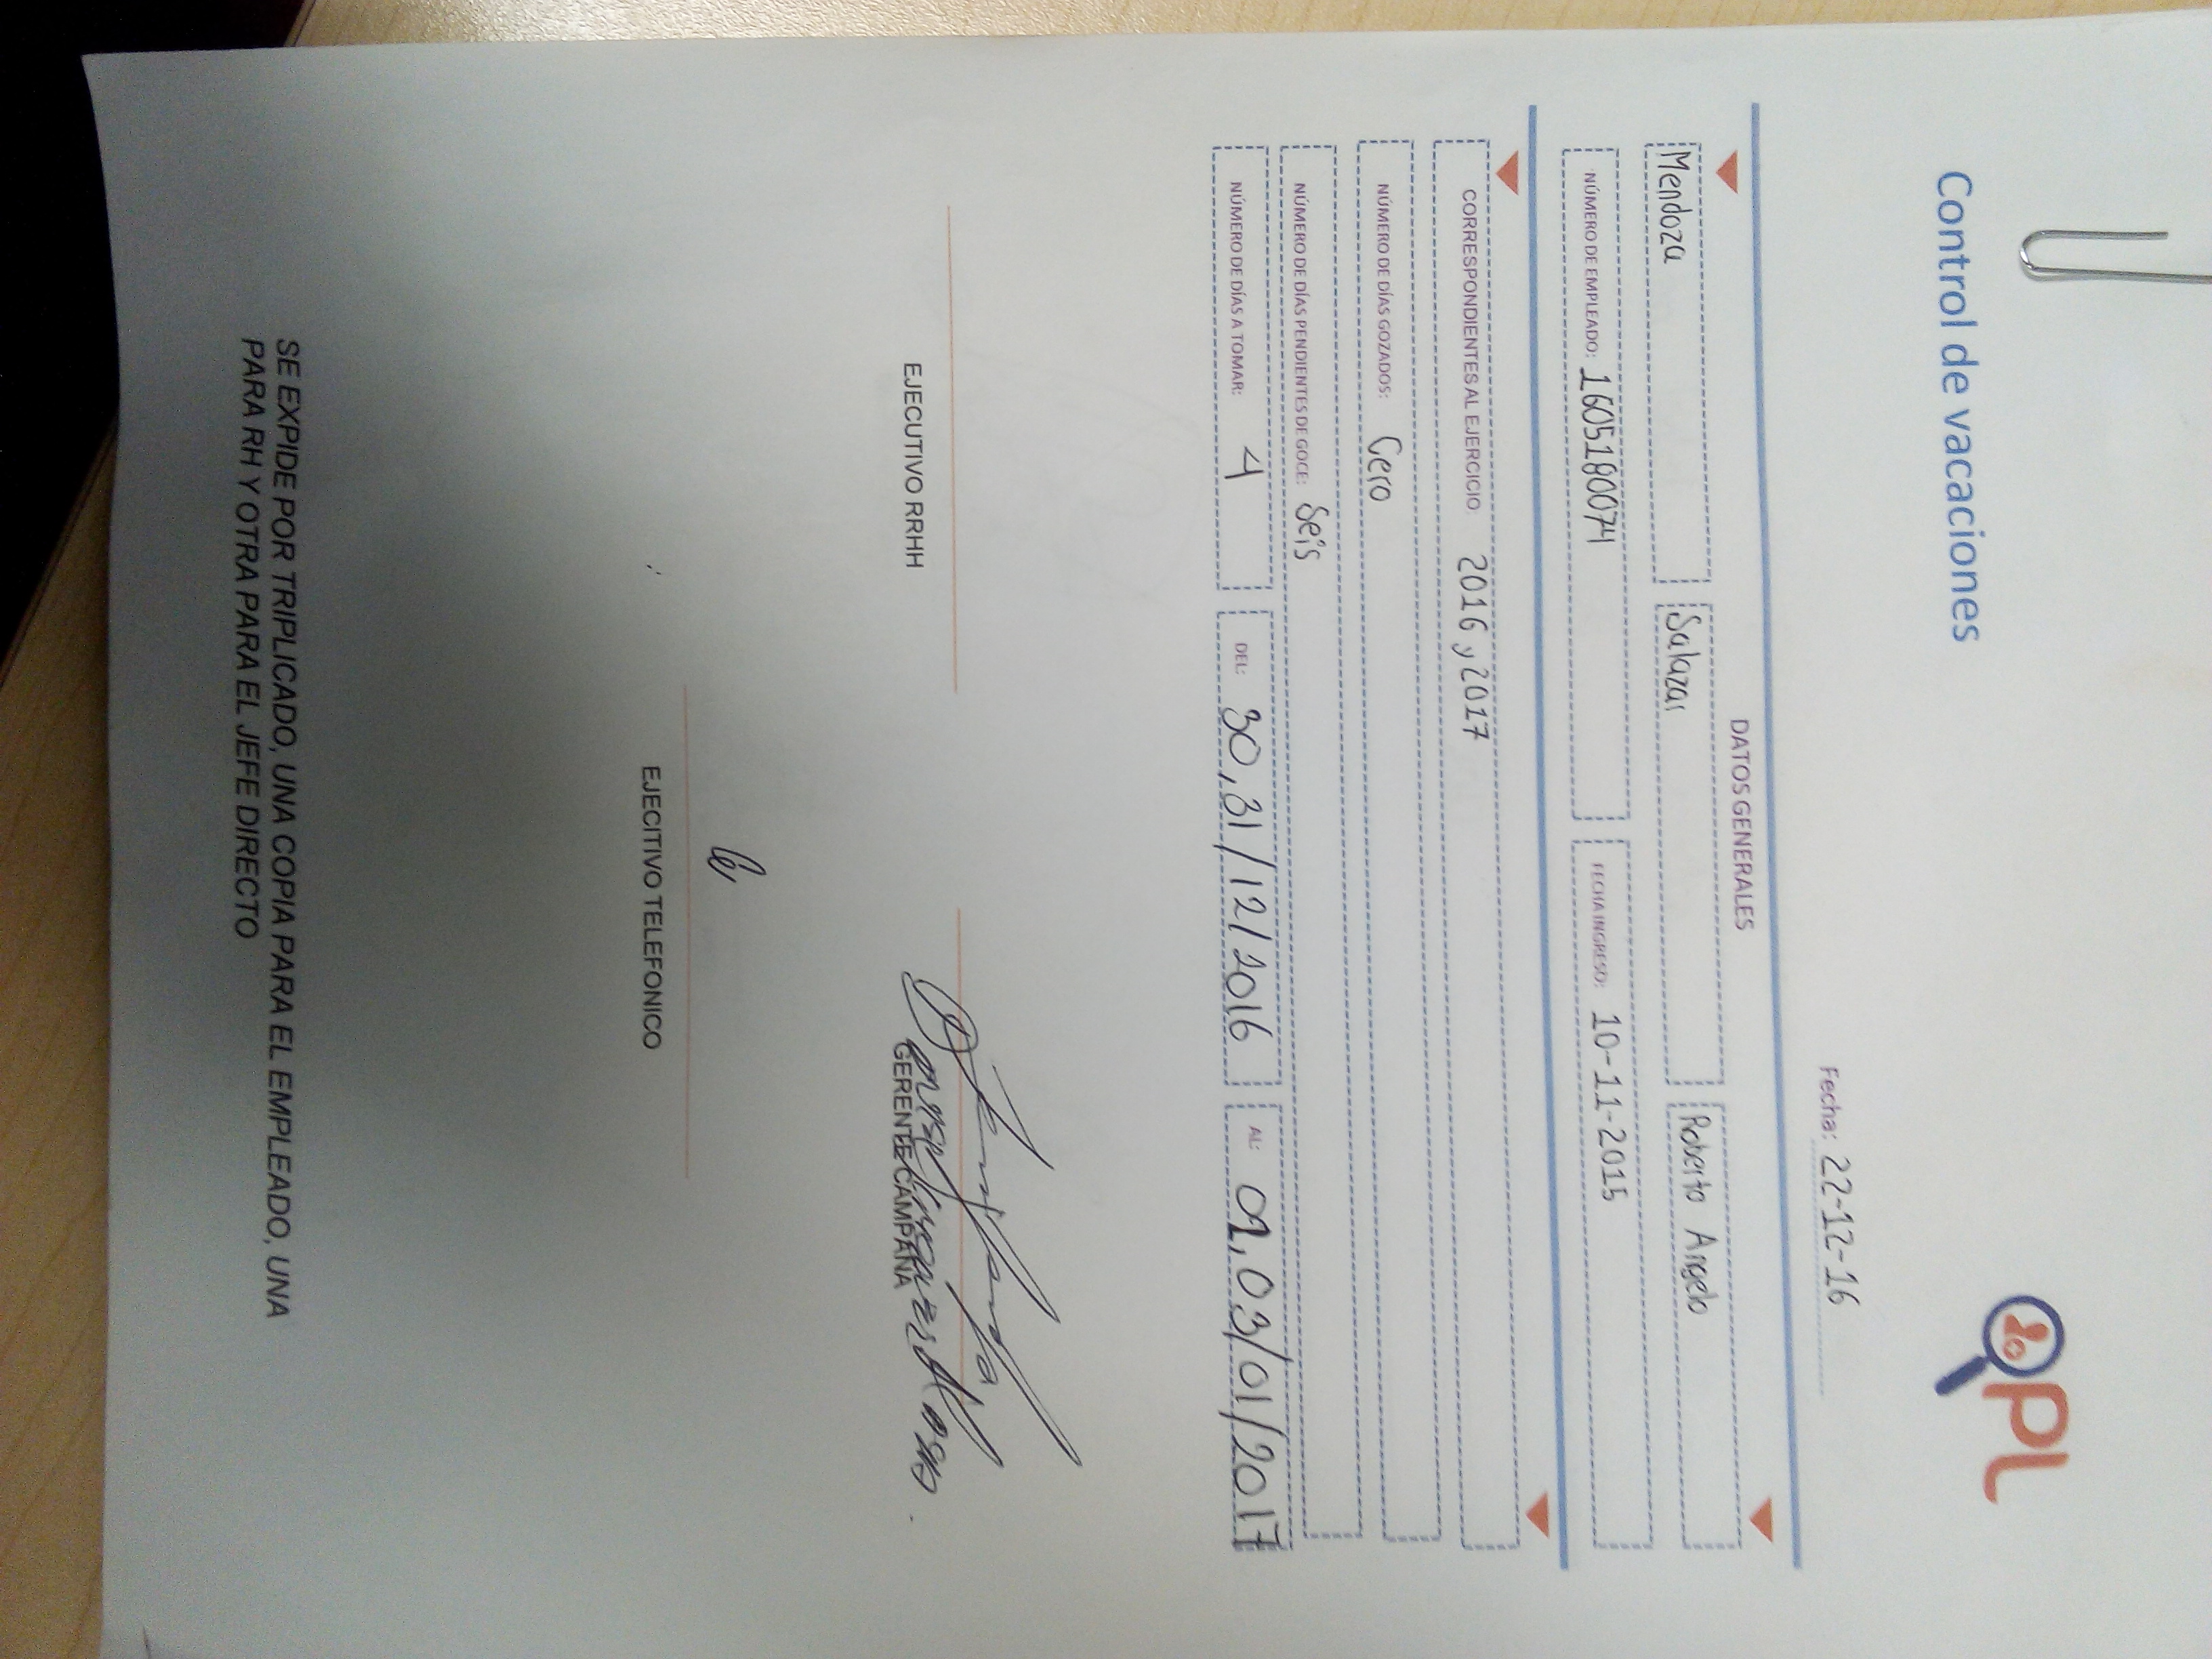 OPL
Control de vacaciones
Fecha: 22-12-16
DATOS GENERALES
Mendoza Salazar Roberto Angelo
NÚMERO DE EMPLEADO: 1605180074 FECHA INGRESO: 10-11-2015
CORRESPONDIENTES AL EJERCICIO: 2016 y 2017
NÚMERO DE DÍAS GOZADOS: Cero
NÚMERO DE DÍAS PENDIENTES DE GOCE: Seis
NÚMERO DE DÍAS A TOMAR: 4 DEL: 30,31/12/2016 AL: 02,03/01/2017
EJECUTIVO RRHH GERENTE CAMPAÑA
EJECITIVO TELEFONICO
SE EXPIDE POR TRIPLICADO, UNA COPIA PARA EL EMPLEADO, UNA
PARA RH Y OTRA PARA EL JEFE DIRECTO